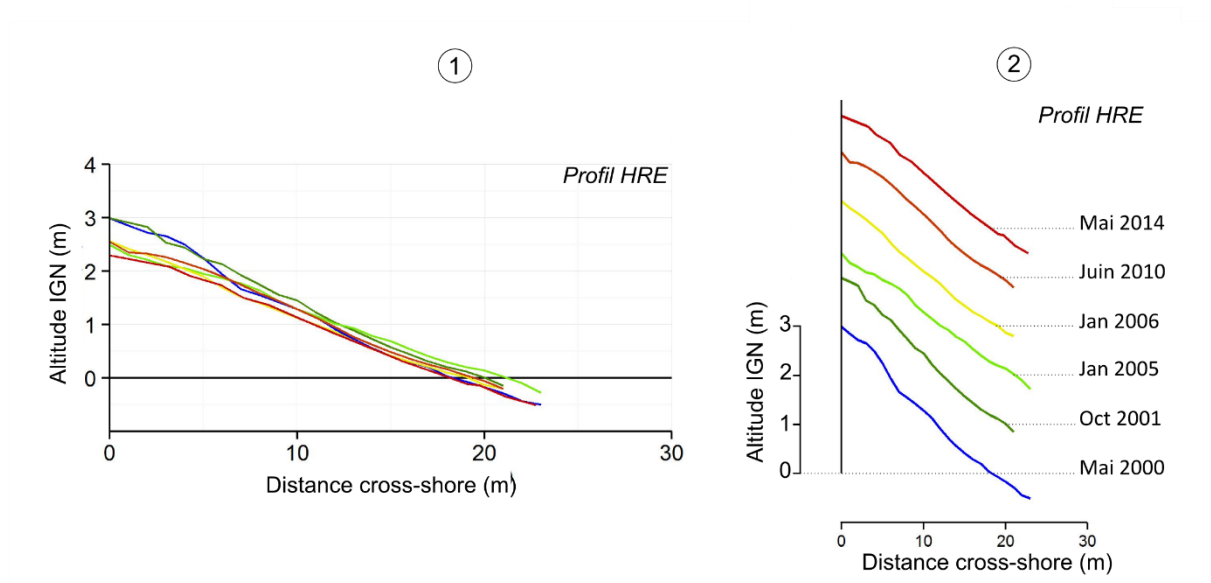 1
Profil HRE
4
3
2
1
0
Altitude IGN (m)
0 10 20 30
Distance cross-shore (m)
2
Profil HRE
Mai 2014
Juin 2010
Jan 2006
Jan 2005
Oct 2001
Mai 2000
3
2
1
0
Altitude IGN (m)
0 10 20 30
Distance cross-shore (m)